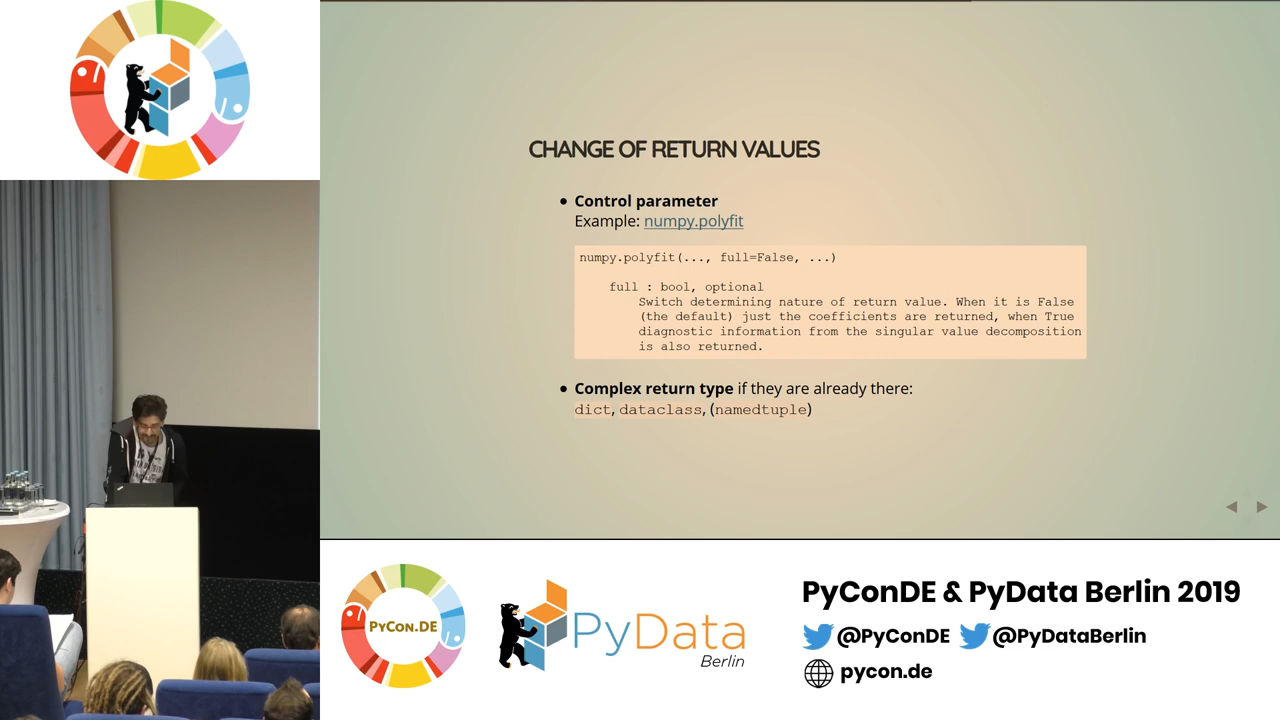 CHANGE OF RETURN VALUES
• Control parameter
Example: numpy.polyfit
numpy.polyfit(..., full=False, ...)
full : bool, optional
Switch determining nature of return value. When it is False
(the default) just the coefficients are returned, when True
diagnostic information from the singular value decomposition
is also returned.
• Complex return type if they are already there:
dict, dataclass, (namedtuple)
PYCON.DE
PyData
Berlin
PyConDE & PyData Berlin 2019
@PyConDE @PyDataBerlin
pycon.de